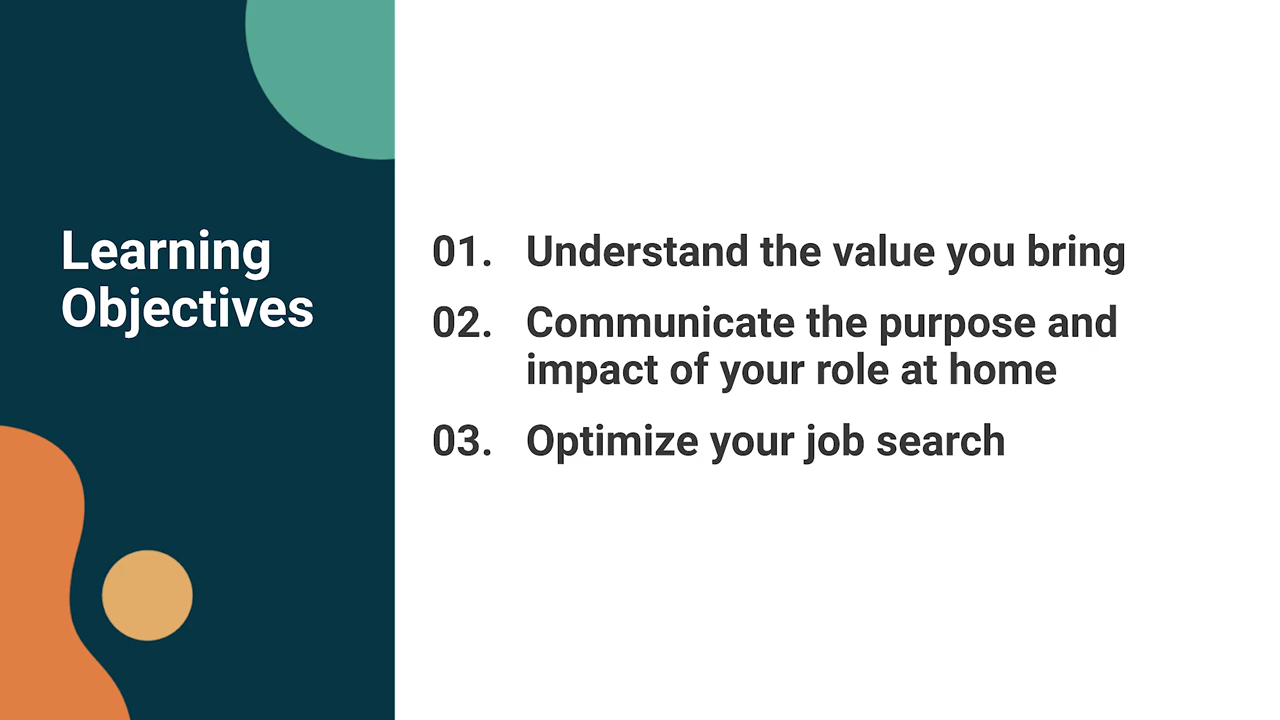 Learning
Objectives
01. Understand the value you bring
02. Communicate the purpose and
impact of your role at home
03. Optimize your job search